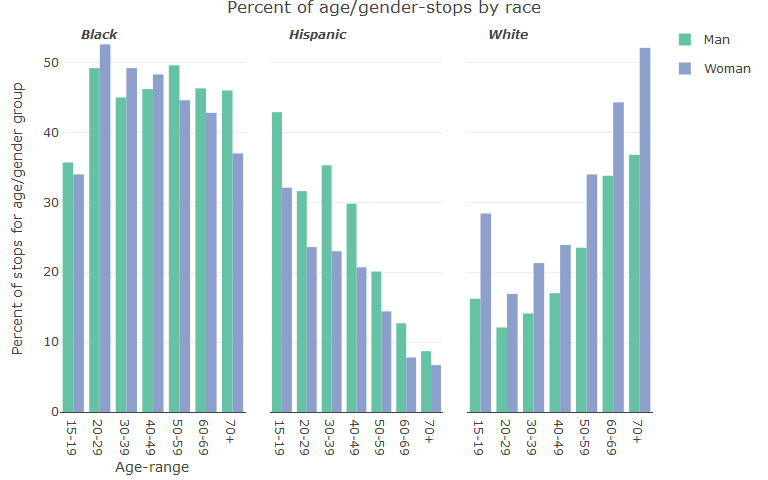 Percent of age/gender-stops by race
Black
Hispanic
White
Man
Woman
Percent of stops for age/gender group
50
40
30
20
10
0
15-19 20-29 30-39 40-49 50-59 60-69 70+
15-19 20-29 30-39 40-49 50-59 60-69 70+
15-19 20-29 30-39 40-49 50-59 60-69 70+
Age-range